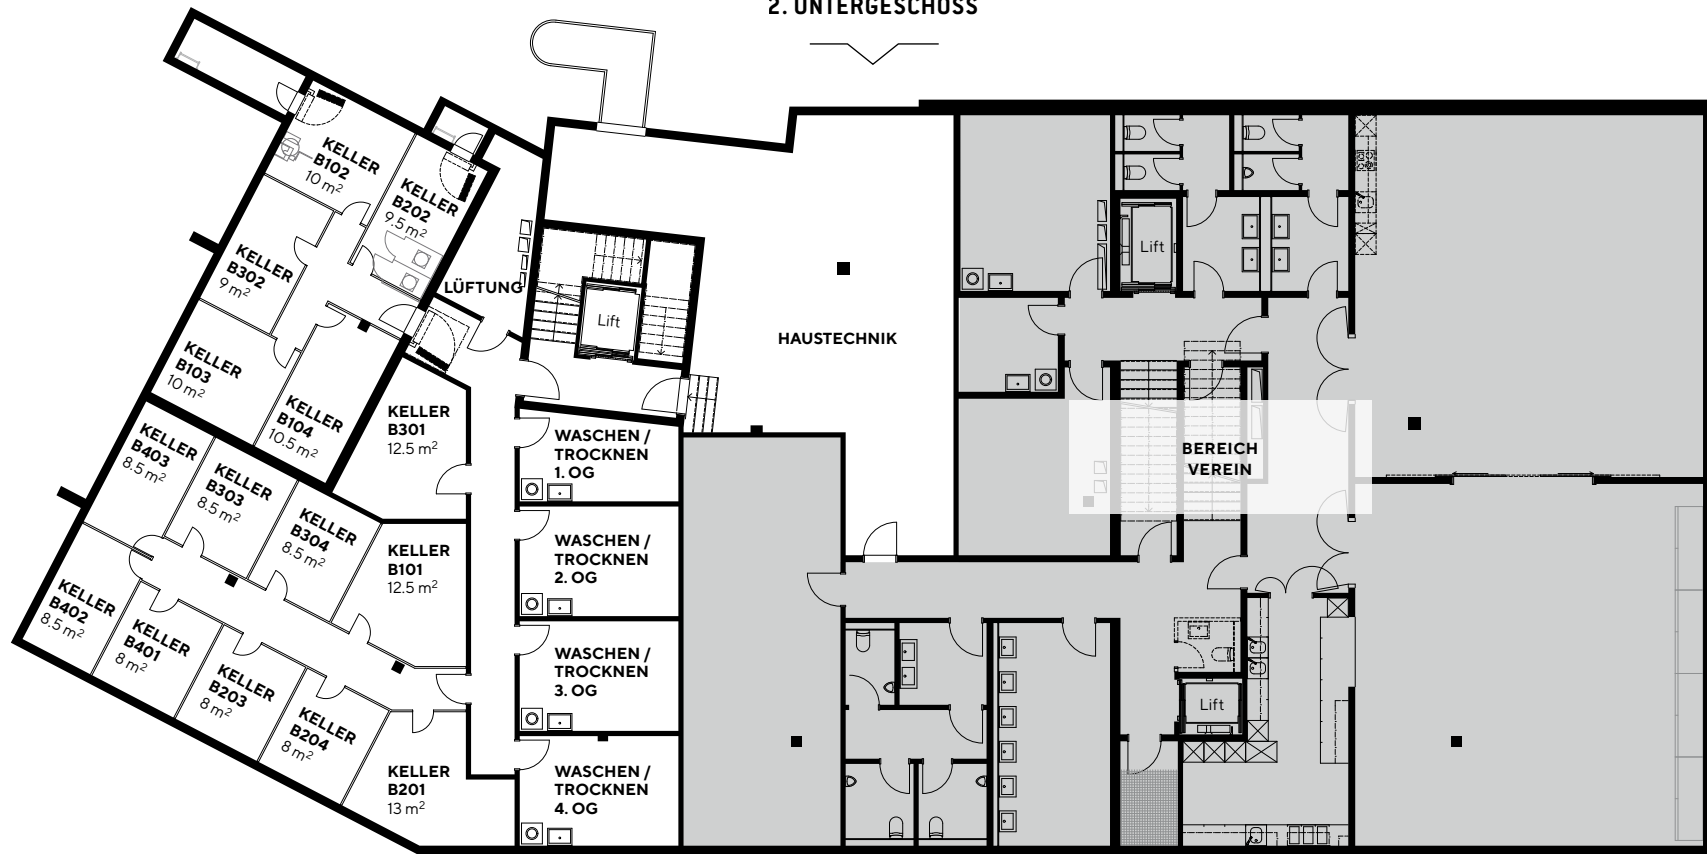 2. UNTERGESCHOSS
KELLER
B102
10 m²
KELLER
B202
9.5 m²
KELLER
B302
9 m²
LÜFTUNG
Lift
HAUSTECHNIK
Lift
KELLER
B103
10 m²
KELLER
B104
10.5 m²
KELLER
B301
12.5 m²
KELLER
B403
8.5 m²
KELLER
B303
8.5 m²
KELLER
B304
8.5 m²
KELLER
B101
12.5 m²
KELLER
B402
8.5 m²
KELLER
B401
8 m²
KELLER
B203
8 m²
KELLER
B204
8 m²
KELLER
B201
13 m²
WASCHEN /
TROCKNEN
1. OG
WASCHEN /
TROCKNEN
2. OG
WASCHEN /
TROCKNEN
3. OG
WASCHEN /
TROCKNEN
4. OG
BEREICH
VEREIN
Lift